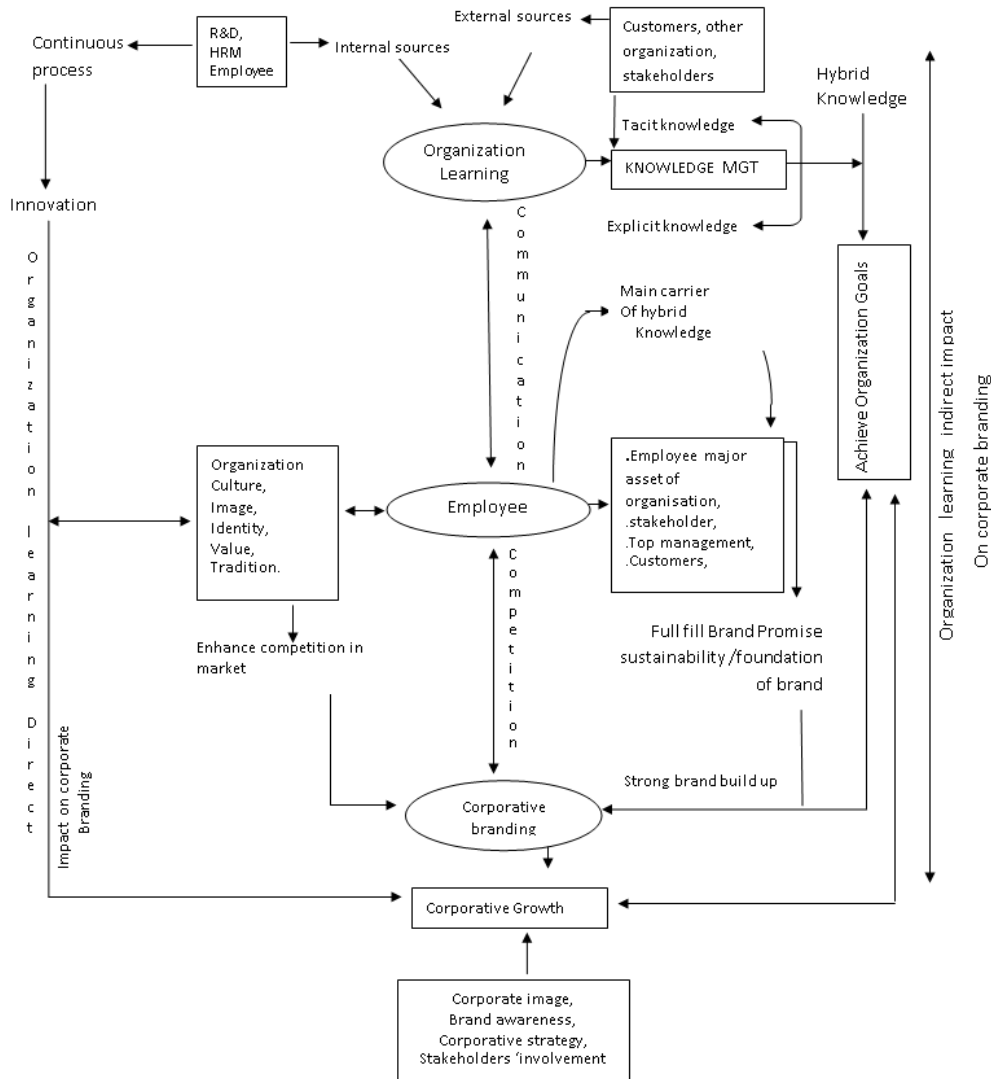 External sources
R&D,
HRM
Employee
Customers, other
organization,
stakeholders
Continuous
process
Internal sources
Hybrid
Knowledge
Tacit knowledge
Organization
Learning
KNOWLEDGE MGT
Innovation
Explicit knowledge
Communication
Organization learning Direct
Impact on corporate
Branding
Main carrier
Of hybrid
Knowledge
Achieve Organization Goals
Organization learning indirect impact
On corporate branding
Organization
Culture,
Image,
Identity,
Value,
Tradition.
Employee
.Employee major
asset of
organisation,
.stakeholder,
.Top management,
.Customers,
Competition
Enhance competition in
market
Full fill Brand Promise
sustainability/foundation
of brand
Strong brand build up
Corporative
branding
Corporative Growth
Corporate image,
Brand awareness,
Corporative strategy,
Stakeholders ‘involvement